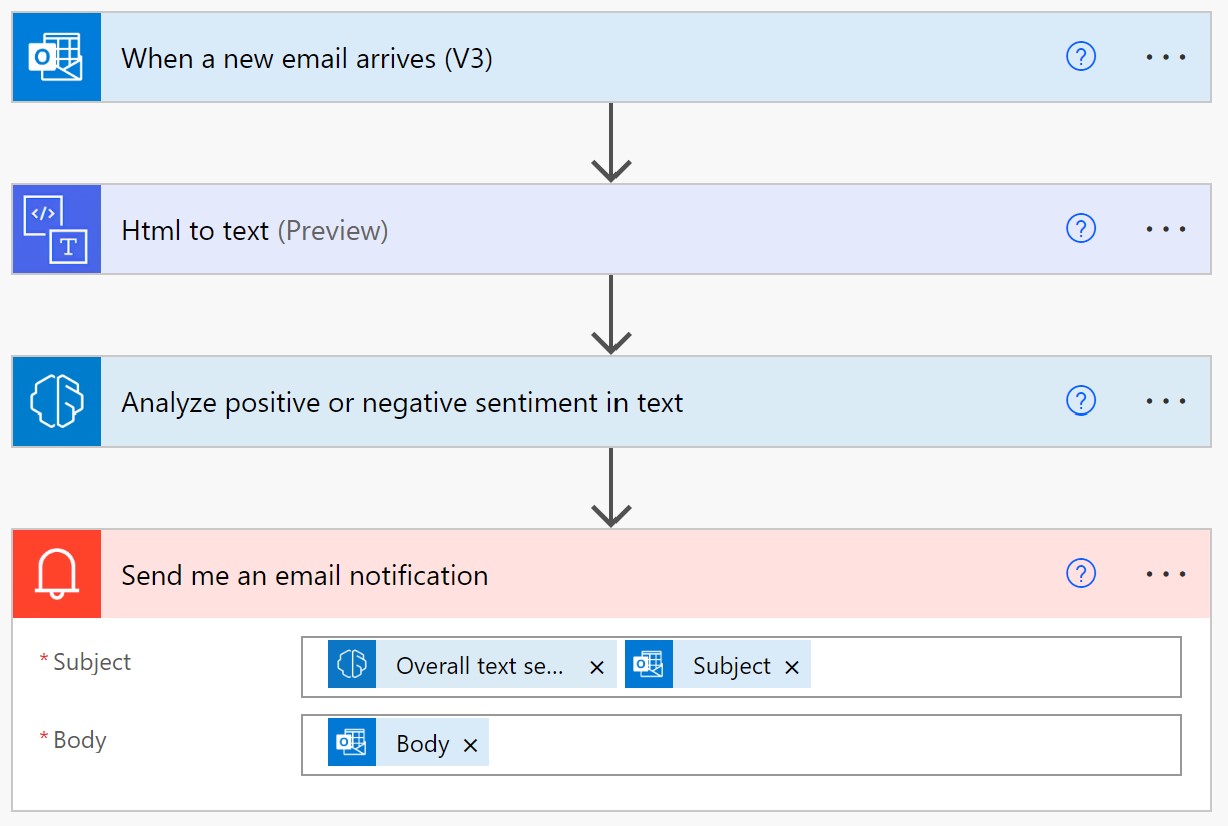 When a new email arrives (V3)
Html to text (Preview)
Analyze positive or negative sentiment in text
Send me an email notification
* Subject Overall text se... × Subject ×
* Body Body ×